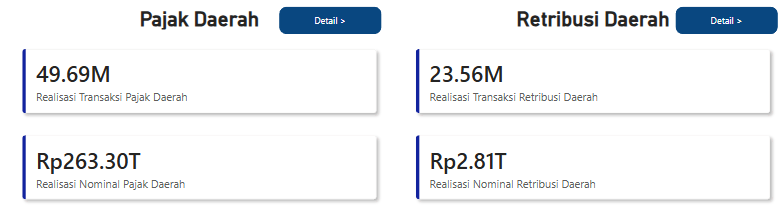 Pajak Daerah
Detail >
Retribusi Daerah
Detail >
49.69M
Realisasi Transaksi Pajak Daerah
23.56M
Realisasi Transaksi Retribusi Daerah
Rp263.30T
Realisasi Nominal Pajak Daerah
Rp2.81T
Realisasi Nominal Retribusi Daerah